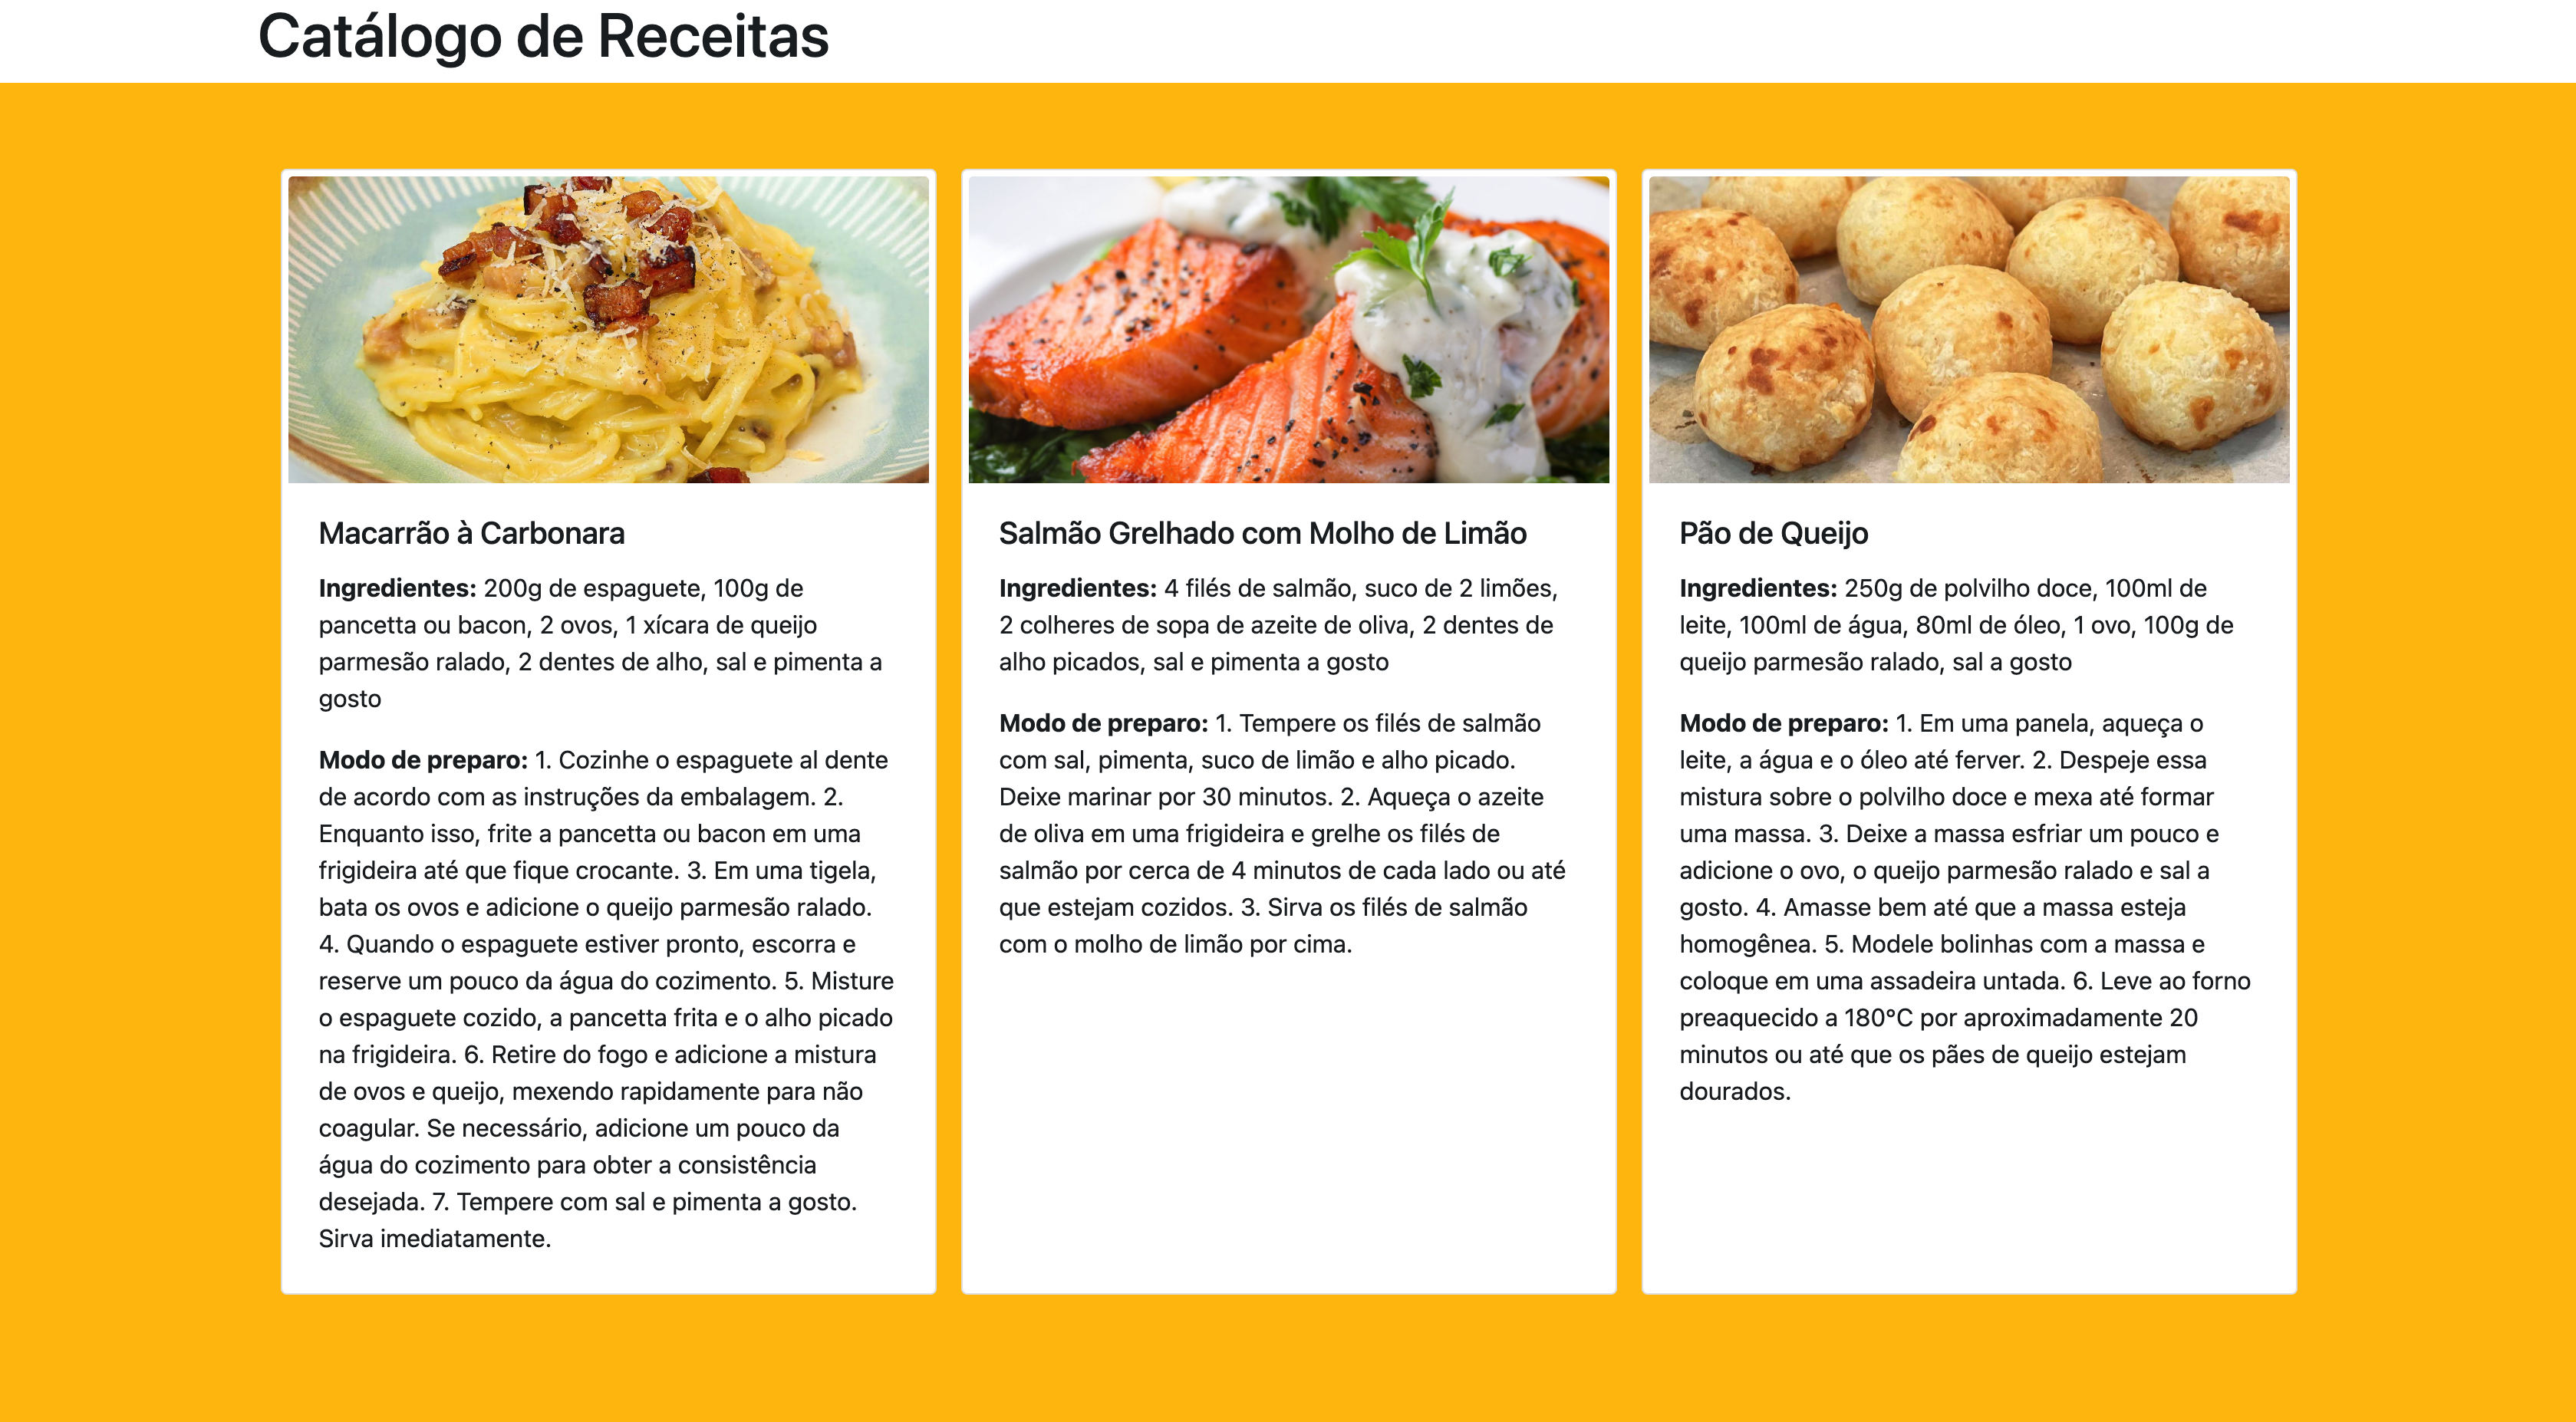 Catálogo de Receitas
Macarrão à Carbonara
Ingredientes: 200g de espaguete, 100g de
pancetta ou bacon, 2 ovos, 1 xícara de queijo
parmesão ralado, 2 dentes de alho, sal e pimenta a
gosto
Modo de preparo: 1. Cozinhe o espaguete al dente
de acordo com as instruções da embalagem. 2.
Enquanto isso, frite a pancetta ou bacon em uma
frigideira até que fique crocante. 3. Em uma tigela,
bata os ovos e adicione o queijo parmesão ralado.
4. Quando o espaguete estiver pronto, escorra e
reserve um pouco da água do cozimento. 5. Misture
o espaguete cozido, a pancetta frita e o alho picado
na frigideira. 6. Retire do fogo e adicione a mistura
de ovos e queijo, mexendo rapidamente para não
coagular. Se necessário, adicione um pouco da
água do cozimento para obter a consistência
desejada. 7. Tempere com sal e pimenta a gosto.
Sirva imediatamente.
Salmão Grelhado com Molho de Limão
Ingredientes: 4 filés de salmão, suco de 2 limões,
2 colheres de sopa de azeite de oliva, 2 dentes de
alho picados, sal e pimenta a gosto
Modo de preparo: 1. Tempere os filés de salmão
com sal, pimenta, suco de limão e alho picado.
Deixe marinar por 30 minutos. 2. Aqueça o azeite
de oliva em uma frigideira e grelhe os filés de
salmão por cerca de 4 minutos de cada lado ou até
que estejam cozidos. 3. Sirva os filés de salmão
com o molho de limão por cima.
Pão de Queijo
Ingredientes: 250g de polvilho doce, 100ml de
leite, 100ml de água, 80ml de óleo, 1 ovo, 100g de
queijo parmesão ralado, sal a gosto
Modo de preparo: 1. Em uma panela, aqueça o
leite, a água e o óleo até ferver. 2. Despeje essa
mistura sobre o polvilho doce e mexa até formar
uma massa. 3. Deixe a massa esfriar um pouco e
adicione o ovo, o queijo parmesão ralado e sal a
gosto. 4. Amasse bem até que a massa esteja
homogênea. 5. Modele bolinhas com a massa e
coloque em uma assadeira untada. 6. Leve ao forno
preaquecido a 180°C por aproximadamente 20
minutos ou até que os pães de queijo estejam
dourados.